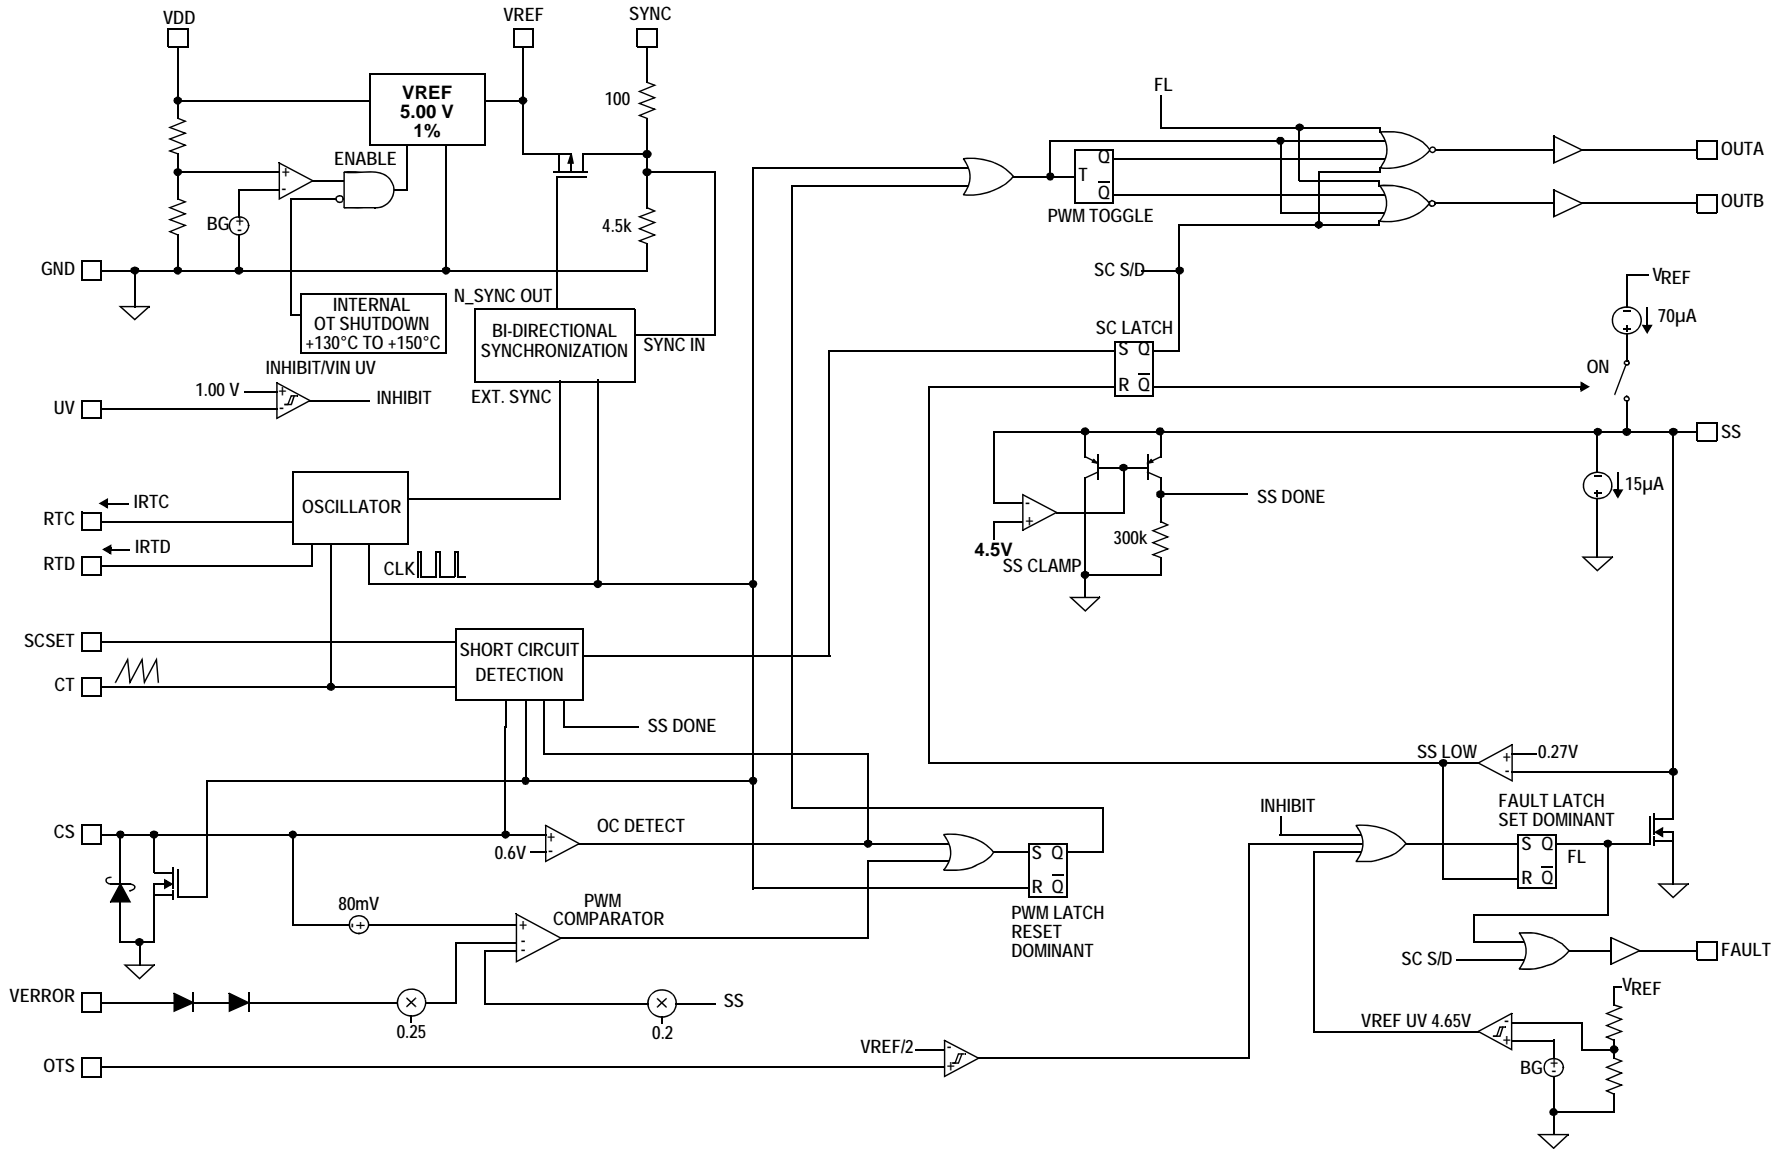 VDD
VREF
SYNC
VREF
5.00 V
1%
100
FL
ENABLE
OUTA
T
Q
Q
PWM TOGGLE
OUTB
BG
+
-
4.5k
GND
SC S/D
INTERNAL
OT SHUTDOWN
+130°C TO +150°C
N_SYNC OUT
BI-DIRECTIONAL
SYNCHRONIZATION
SYNC IN
EXT. SYNC
VREF
70µA
SC LATCH
S Q
R Q
ON
INHIBIT/VIN UV
1.00 V
INHIBIT
UV
SS
15µA
SS DONE
4.5V
SS CLAMP
300k
IRTC
RTC
OSCILLATOR
IRTD
RTD
CLK
SCSET
SHORT CIRCUIT
DETECTION
CT
SS DONE
SS LOW
0.27V
CS
OC DETECT
0.6V
INHIBIT
FAULT LATCH
SET DOMINANT
S Q
R Q
FL
S Q
R Q
PWM LATCH
RESET
DOMINANT
80mV
PWM
COMPARATOR
SC S/D
FAULT
VERROR
0.25
0.2
SS
VREF
VREF UV 4.65V
VREF/2
OTS
BG